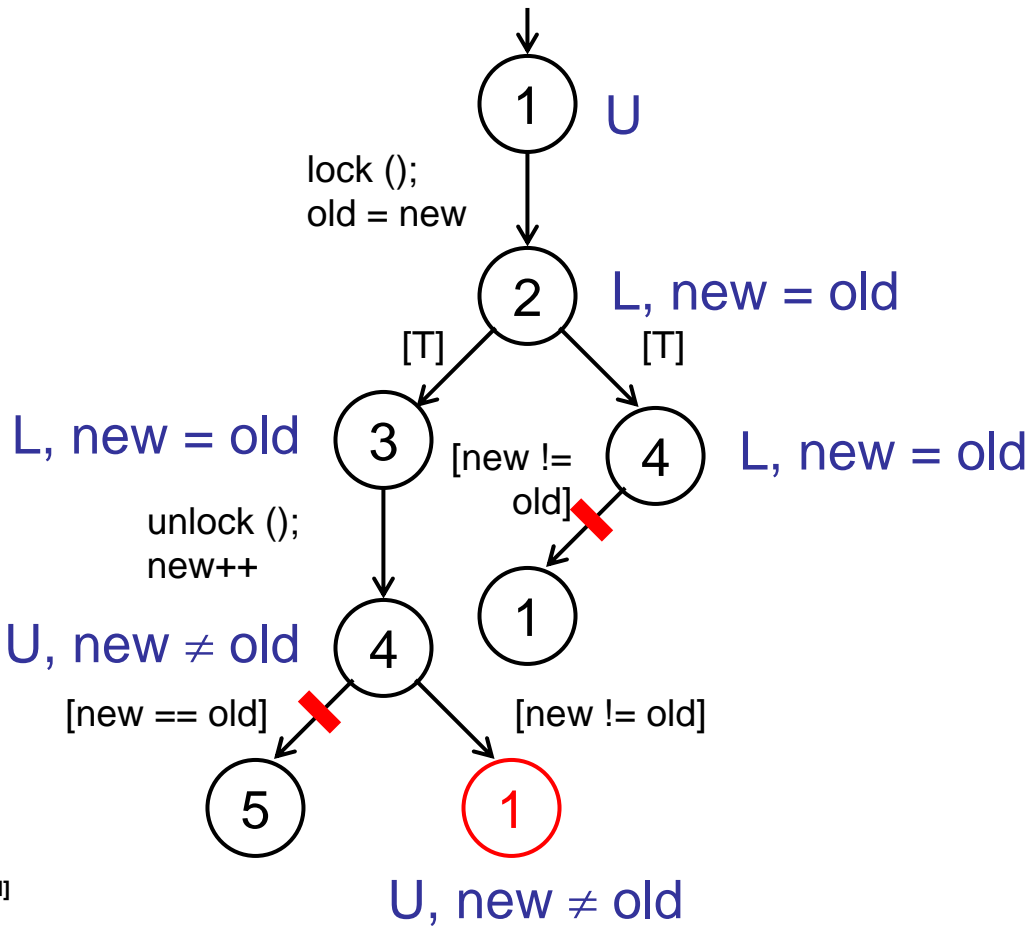 1
U
lock ();
old = new
2
L, new = old
[T]
[T]
L, new = old
3
[new !=
old]
4
L, new = old
unlock ();
new++
1
U, new ≠ old
4
[new == old]
[new != old]
5
1
U, new ≠ old